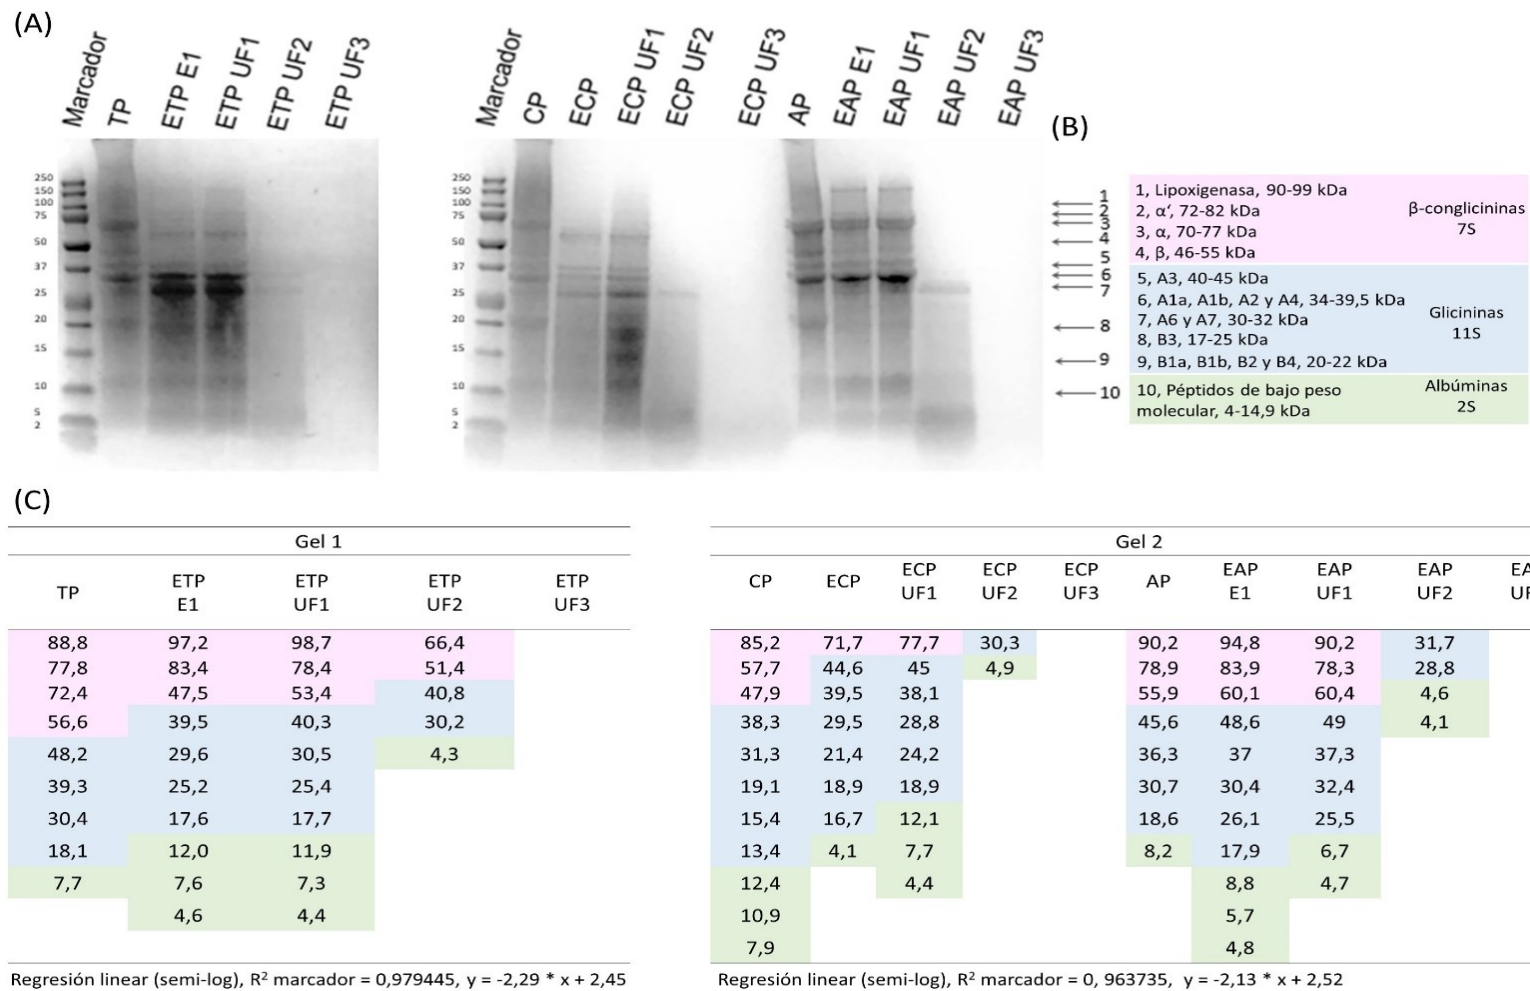 (A)
Marcador
TP
ETP E1
ETP UF1
ETP UF2
ETP UF3
250
150
100
75
50
37
25
20
15
10
5
2
Marcador
CP
ECP
ECP UF1
ECP UF2
ECP UF3
AP
EAP E1
EAP UF1
EAP UF2
EAP UF3
250
150
100
75
50
37
25
20
15
10
5
2
1
2
3
4
5
6
7
8
9
10
(B)
1, Lipoxigenasa, 90-99 kDa
2, α‘, 72-82 kDa
3, α, 70-77 kDa
4, β, 46-55 kDa
β-conglicininas
7S
5, A3, 40-45 kDa
6, A1a, A1b, A2 y A4, 34-39,5 kDa
7, A6 y A7, 30-32 kDa
8, B3, 17-25 kDa
9, B1a, B1b, B2 y B4, 20-22 kDa
Glicininas
11S
10, Péptidos de bajo peso
molecular, 4-14,9 kDa
Albúminas
2S
(C)
Gel 1
TP ETP E1 ETP UF1 ETP UF2 ETP UF3
88,8 97,2 98,7 66,4
77,8 83,4 78,4 51,4
72,4 47,5 53,4 40,8
56,6 39,5 40,3 30,2
48,2 29,6 30,5 4,3
39,3 25,2 25,4
30,4 17,6 17,7
18,1 12,0 11,9
7,7 7,6 7,3
4,6 4,4
Regresión linear (semi-log), R² marcador = 0,979445, y = -2,29 * x + 2,45
Gel 2
CP ECP ECP UF1 ECP UF2 ECP UF3 AP EAP E1 EAP UF1 EAP UF2 EA UF
85,2 71,7 77,7 30,3 90,2 94,8 90,2 31,7
57,7 44,6 45 4,9 78,9 83,9 78,3 28,8
47,9 39,5 38,1 55,9 60,1 60,4 4,6
38,3 29,5 28,8 45,6 48,6 49 4,1
31,3 21,4 24,2 36,3 37 37,3
19,1 18,9 18,9 30,7 30,4 32,4
15,4 16,7 12,1 18,6 26,1 25,5
13,4 4,1 7,7 8,2 17,9 6,7
12,4 4,4 8,8 4,7
10,9 5,7
7,9 4,8
Regresión linear (semi-log), R² marcador = 0, 963735, y = -2,13 * x + 2,52